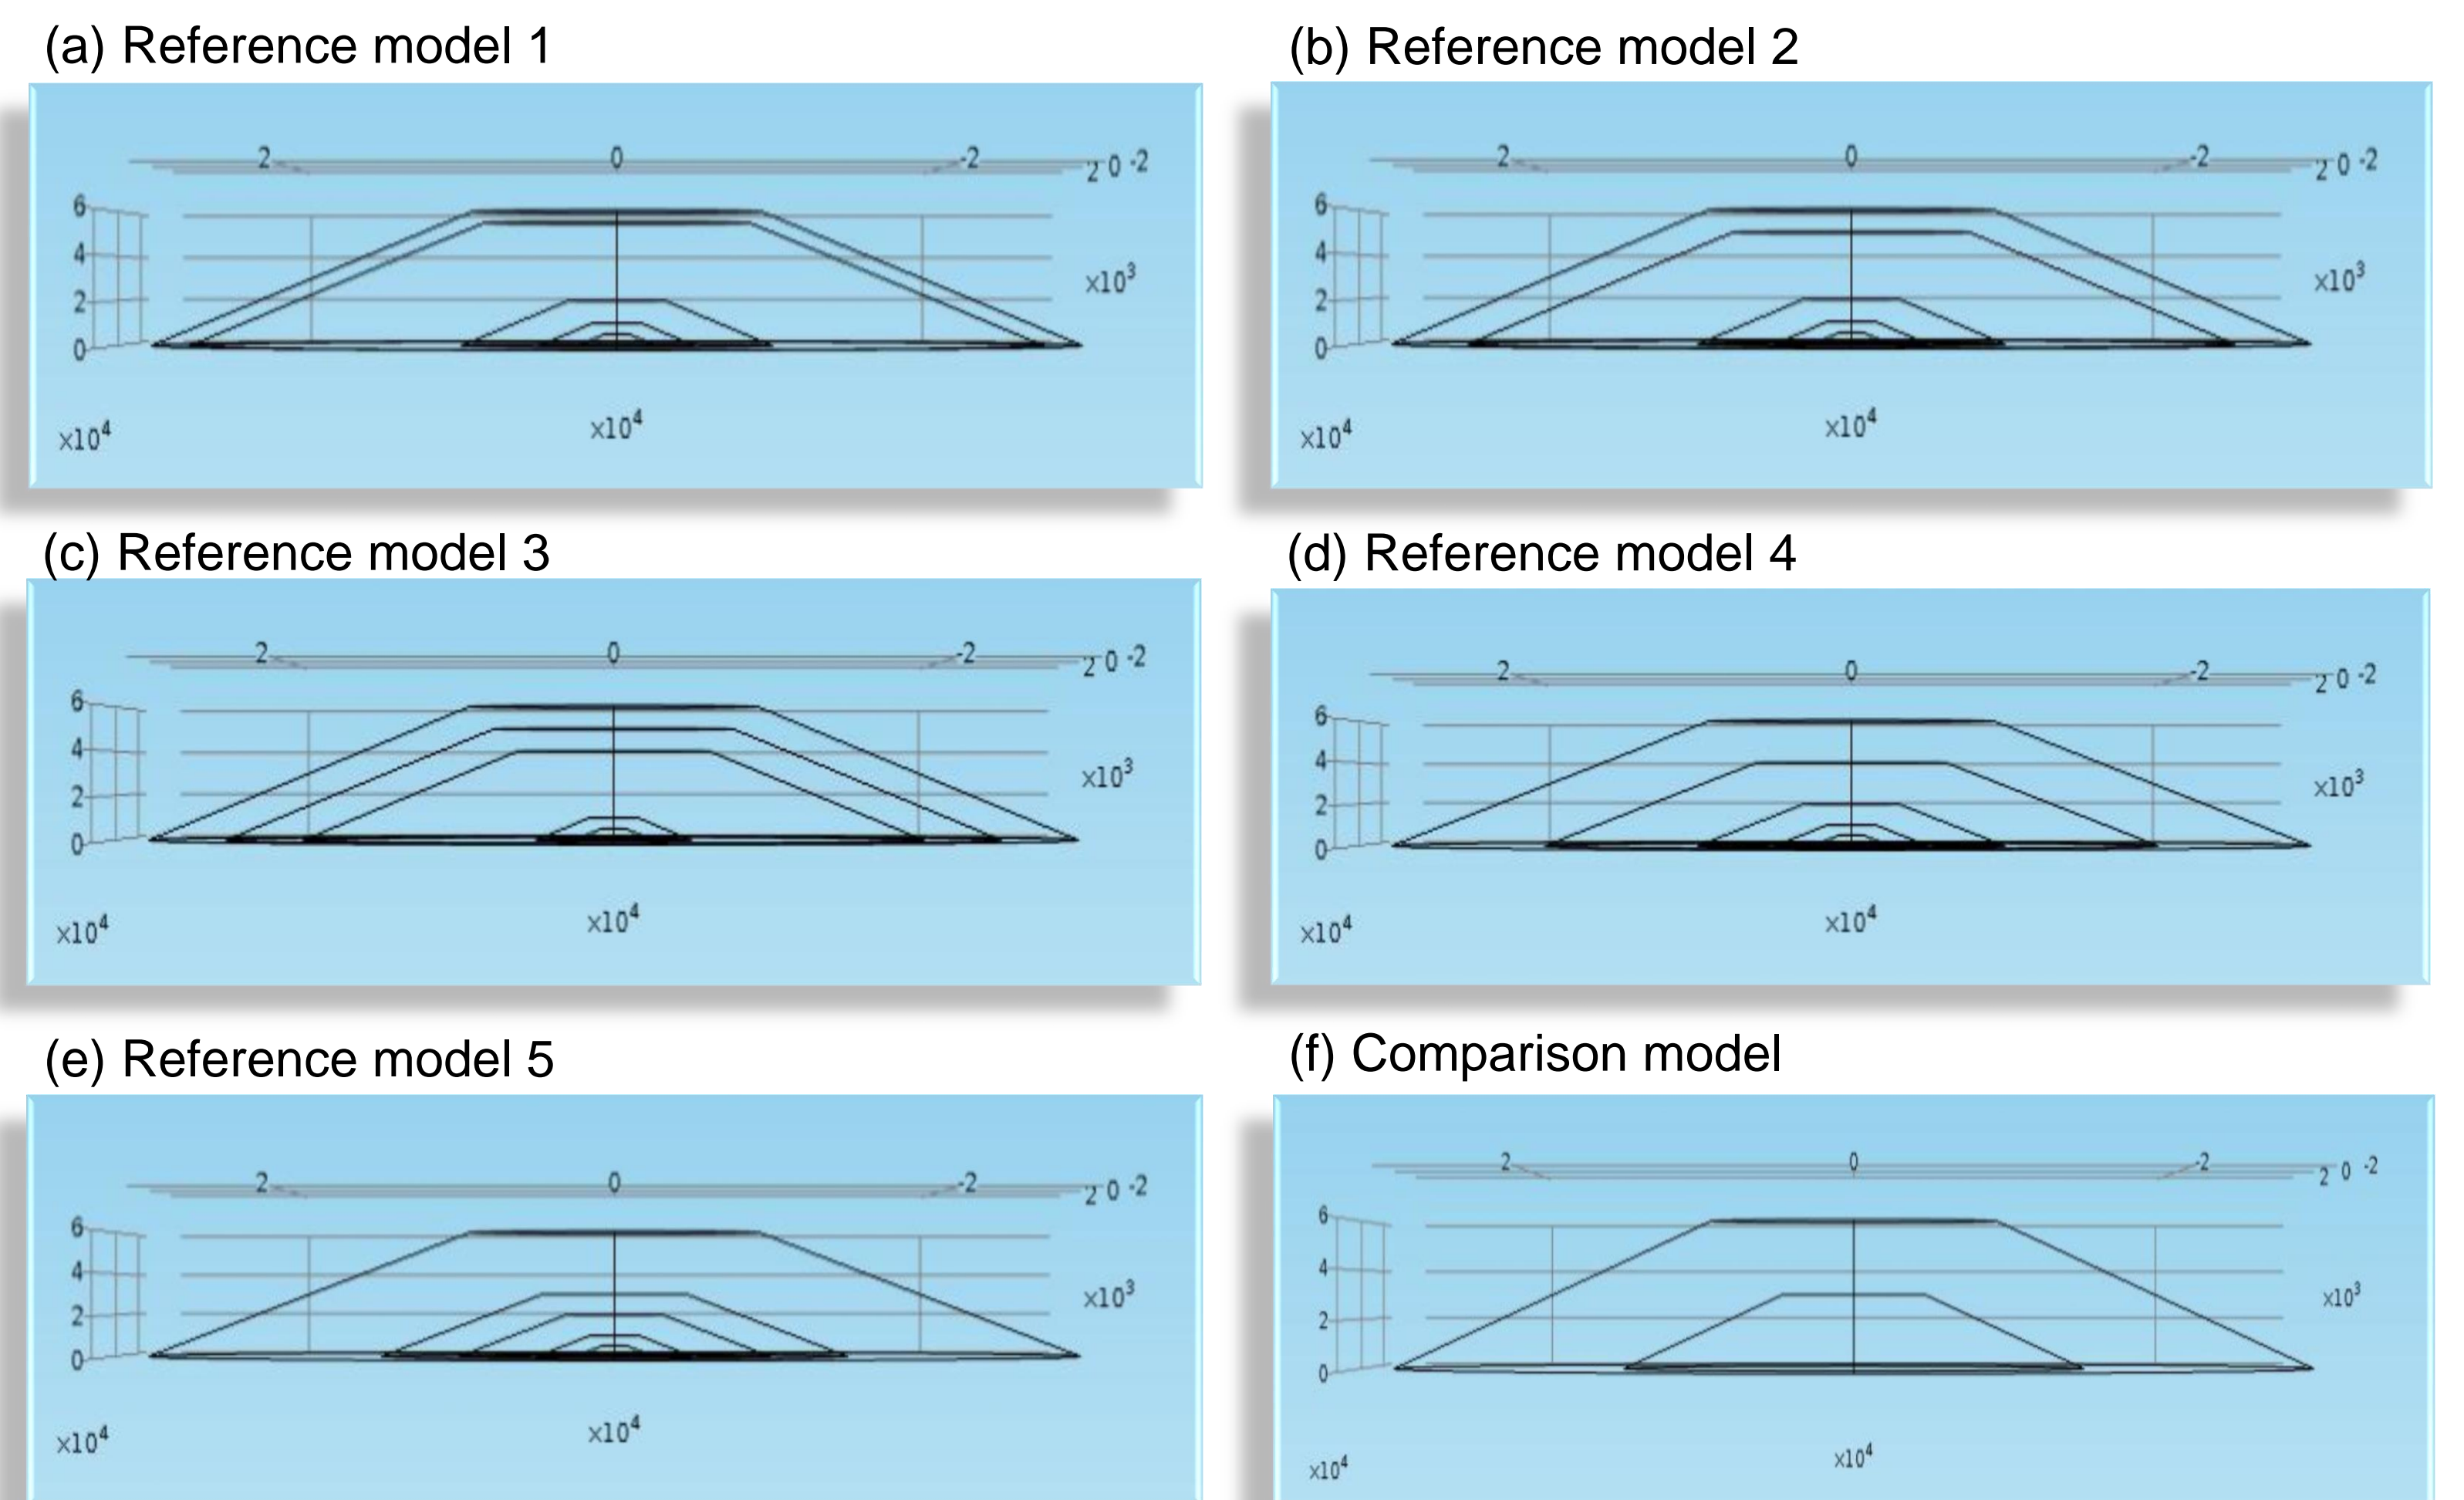 (a) Reference model 1
2 0 -2 2 0 -2
6
4
x10³
2
0
x10⁴
x10⁴
(b) Reference model 2
2 0 -2 2 0 -2
6
4
x10³
2
0
x10⁴
x10⁴
(c) Reference model 3
2 0 -2 2 0 -2
6
4
x10³
2
0
x10⁴
x10⁴
(d) Reference model 4
2 0 -2 2 0 -2
6
4
x10³
2
0
x10⁴
x10⁴
(e) Reference model 5
2 0 -2 2 0 -2
6
4
x10³
2
0
x10⁴
x10⁴
(f) Comparison model
2 0 -2 2 0 -2
6
4
x10³
2
0
x10⁴
x10⁴